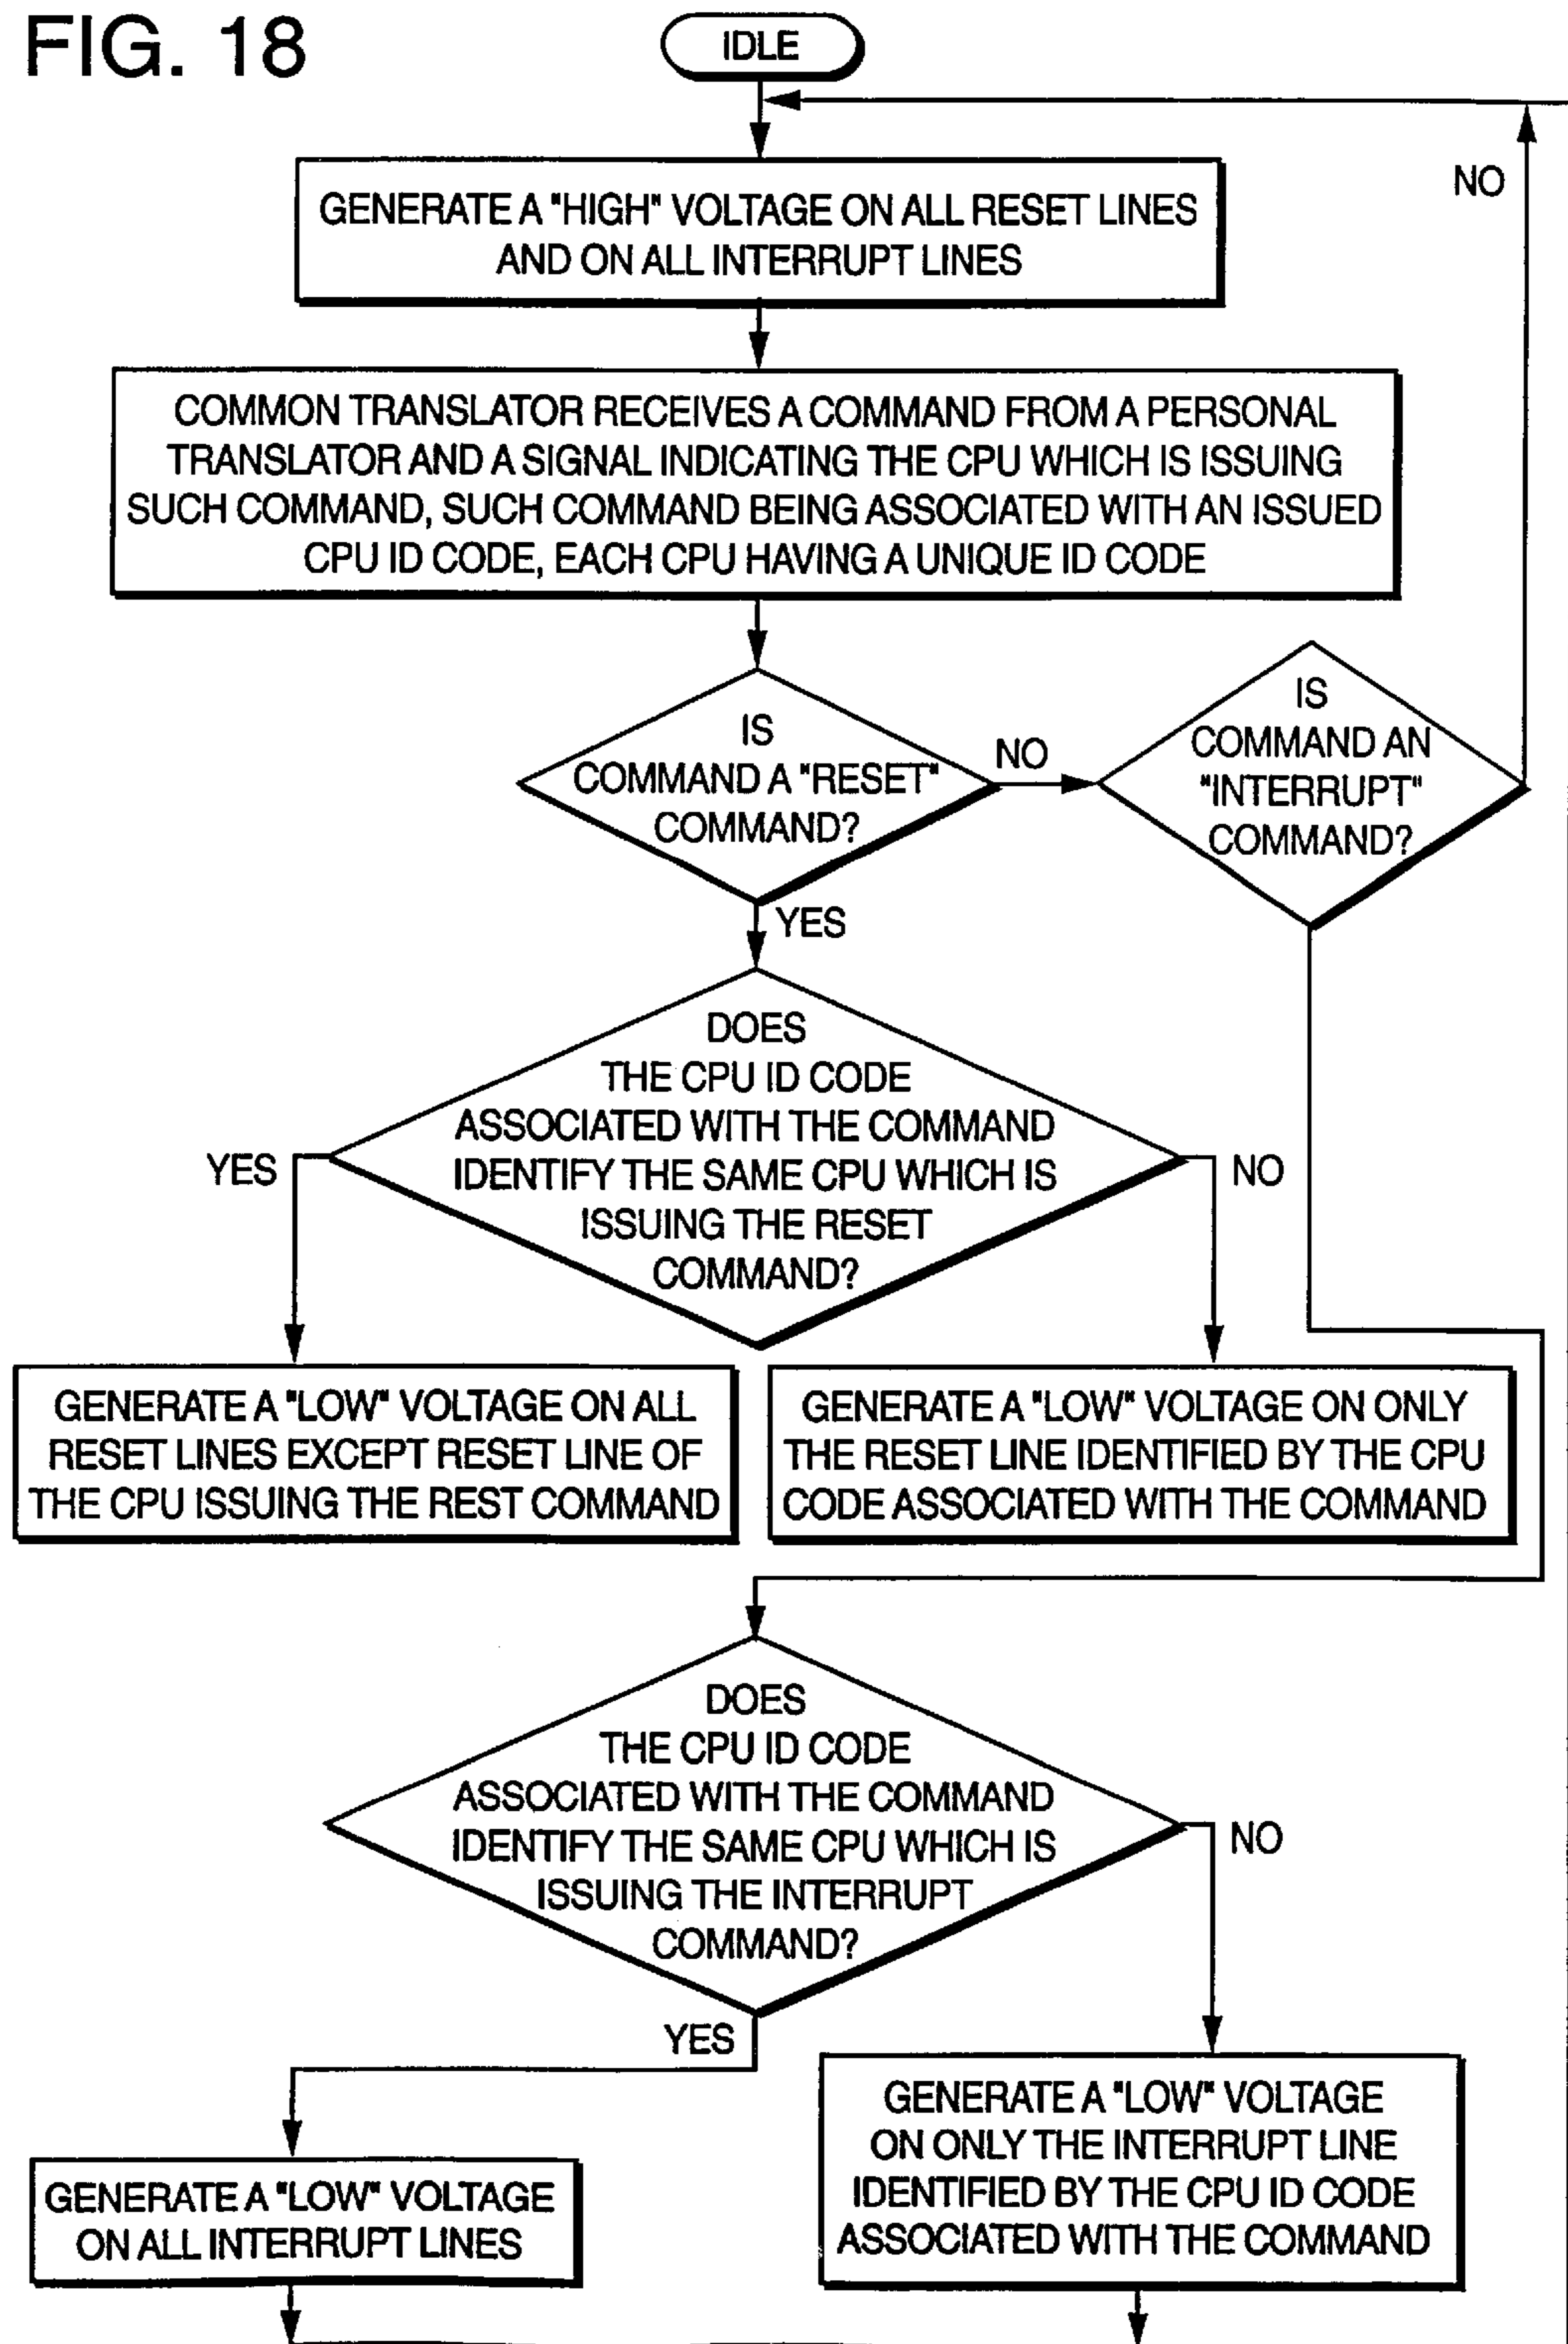 FIG. 18
IDLE
NO
GENERATE A "HIGH" VOLTAGE ON ALL RESET LINES
AND ON ALL INTERRUPT LINES
COMMON TRANSLATOR RECEIVES A COMMAND FROM A PERSONAL
TRANSLATOR AND A SIGNAL INDICATING THE CPU WHICH IS ISSUING
SUCH COMMAND, SUCH COMMAND BEING ASSOCIATED WITH AN ISSUED
CPU ID CODE, EACH CPU HAVING A UNIQUE ID CODE
IS
COMMAND A "RESET"
COMMAND?
NO
IS
COMMAND AN
"INTERRUPT"
COMMAND?
YES
DOES
THE CPU ID CODE
ASSOCIATED WITH THE COMMAND
IDENTIFY THE SAME CPU WHICH IS
ISSUING THE RESET
COMMAND?
YES
NO
GENERATE A "LOW" VOLTAGE ON ALL
RESET LINES EXCEPT RESET LINE OF
THE CPU ISSUING THE REST COMMAND
GENERATE A "LOW" VOLTAGE ON ONLY
THE RESET LINE IDENTIFIED BY THE CPU
CODE ASSOCIATED WITH THE COMMAND
DOES
THE CPU ID CODE
ASSOCIATED WITH THE COMMAND
IDENTIFY THE SAME CPU WHICH IS
ISSUING THE INTERRUPT
COMMAND?
NO
YES
GENERATE A "LOW" VOLTAGE
ON ALL INTERRUPT LINES
GENERATE A "LOW" VOLTAGE
ON ONLY THE INTERRUPT LINE
IDENTIFIED BY THE CPU ID CODE
ASSOCIATED WITH THE COMMAND